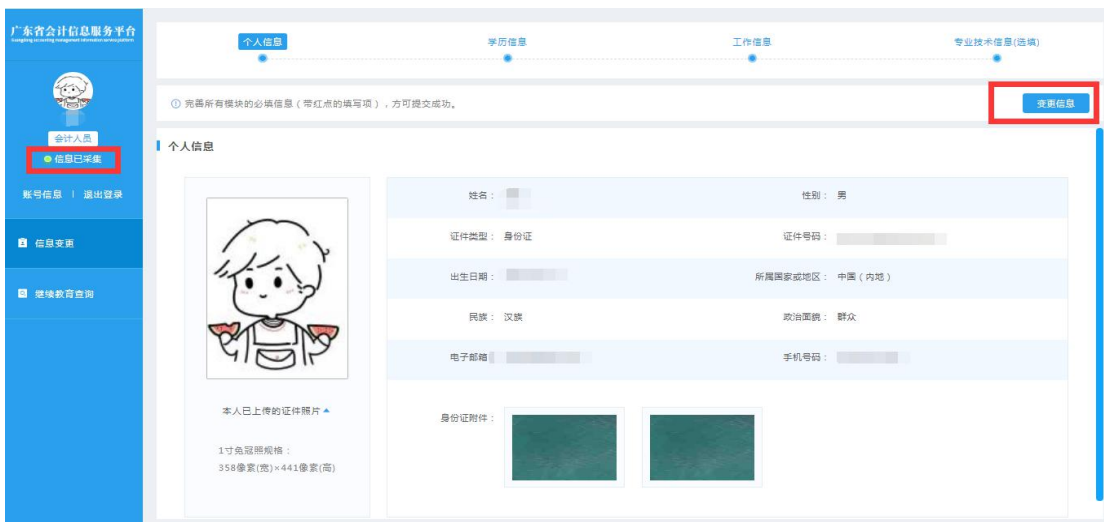 广东省会计信息服务平台
会计人员
信息已采集
账号信息 | 退出登录
信息变更
继续教育查询
个人信息
学历信息
工作信息
专业技术信息(选填)
完善所有模块的必填信息（带红点的填写项），方可提交成功。
变更信息
个人信息
姓名：
性别： 男
证件类型： 身份证
证件号码：
出生日期：
所属国家或地区： 中国（内地）
民族： 汉族
政治面貌： 群众
电子邮箱
手机号码：
本人已上传的证件照片
1寸免冠照规格：
358像素(宽)×441像素(高)
身份证附件：